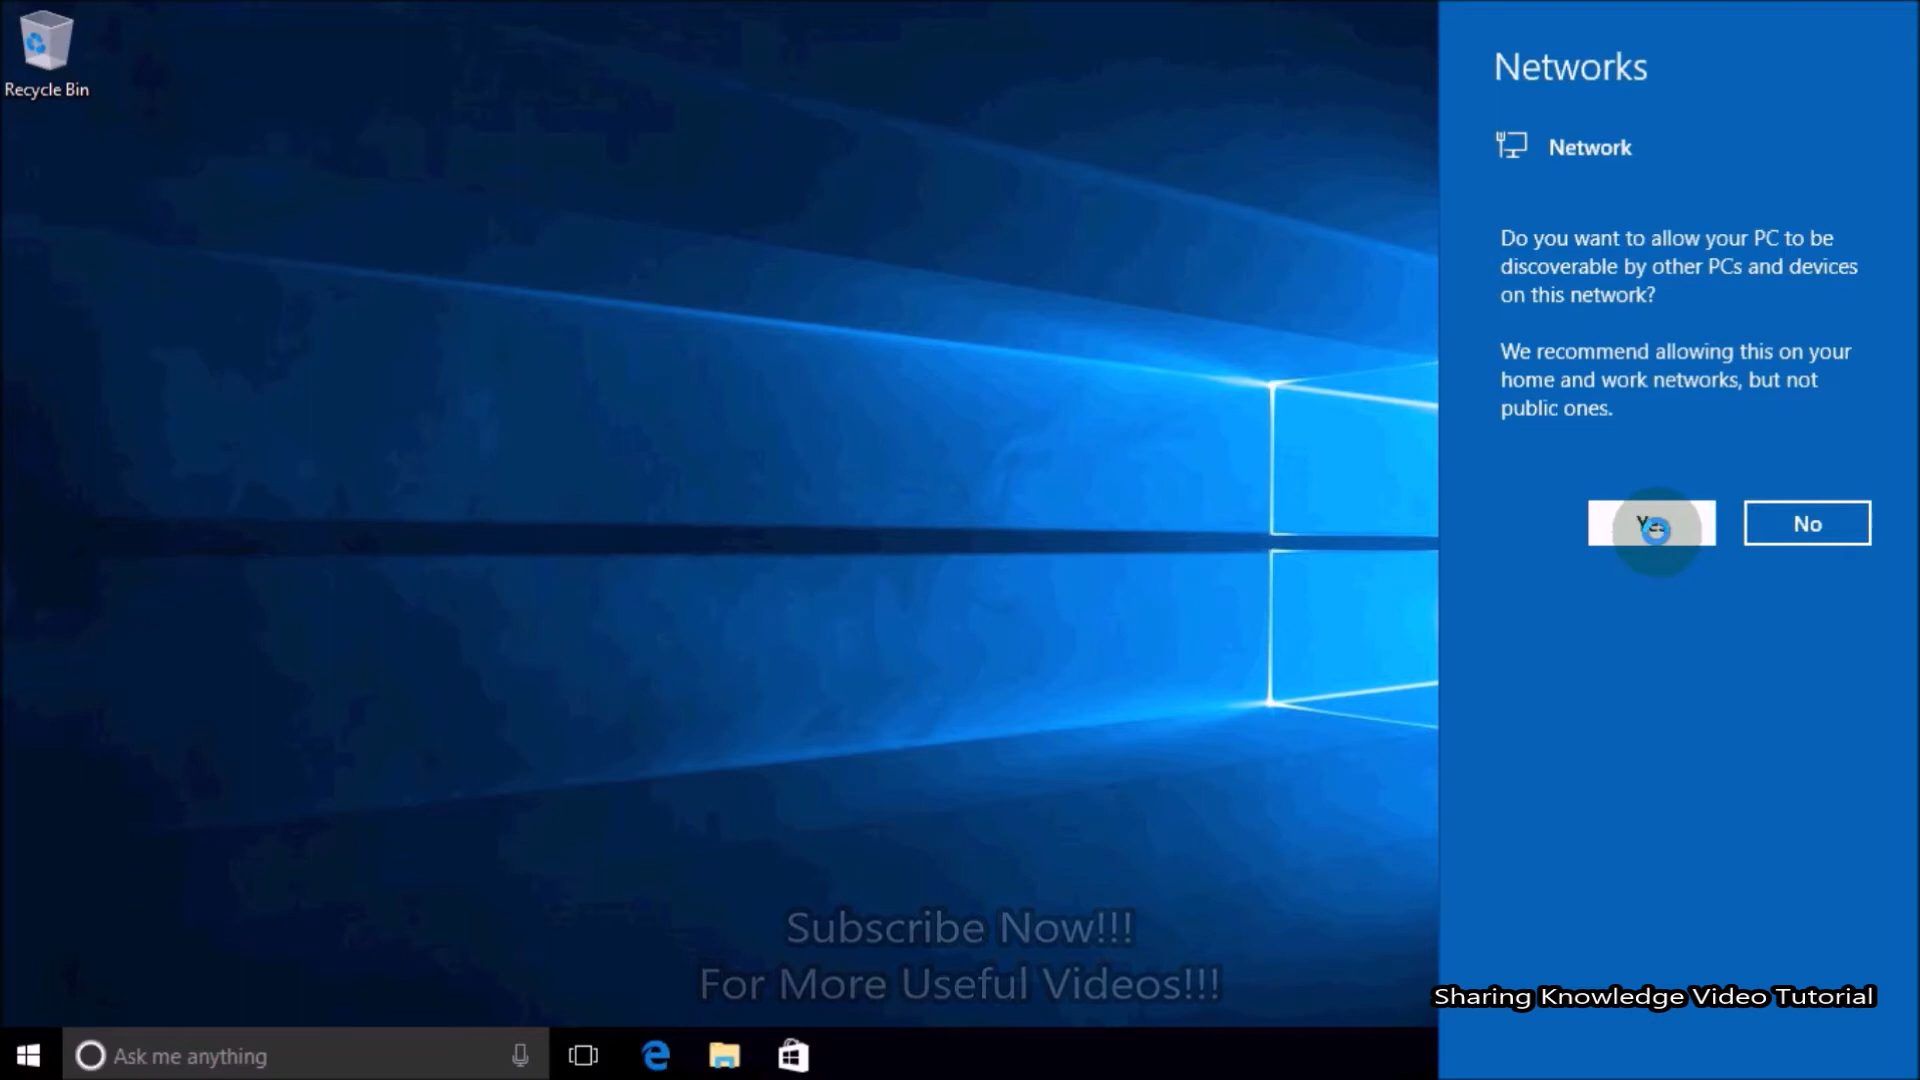 Recycle Bin
Networks
Network
Do you want to allow your PC to be
discoverable by other PCs and devices
on this network?
We recommend allowing this on your
home and work networks, but not
public ones.
No
Subscribe Now!!!
For More Useful Videos!!!
Sharing Knowledge Video Tutorial
Ask me anything